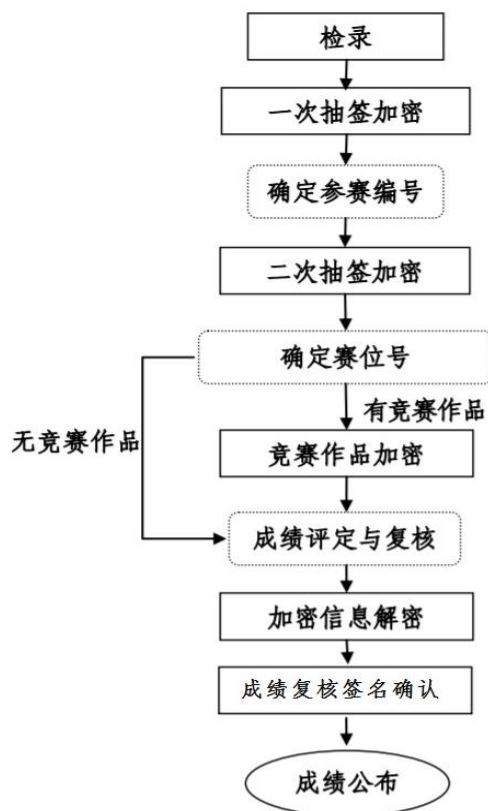 检录
一次抽签加密
确定参赛编号
二次抽签加密
确定赛位号
有竞赛作品
无竞赛作品
竞赛作品加密
成绩评定与复核
加密信息解密
成绩复核签名确认
成绩公布